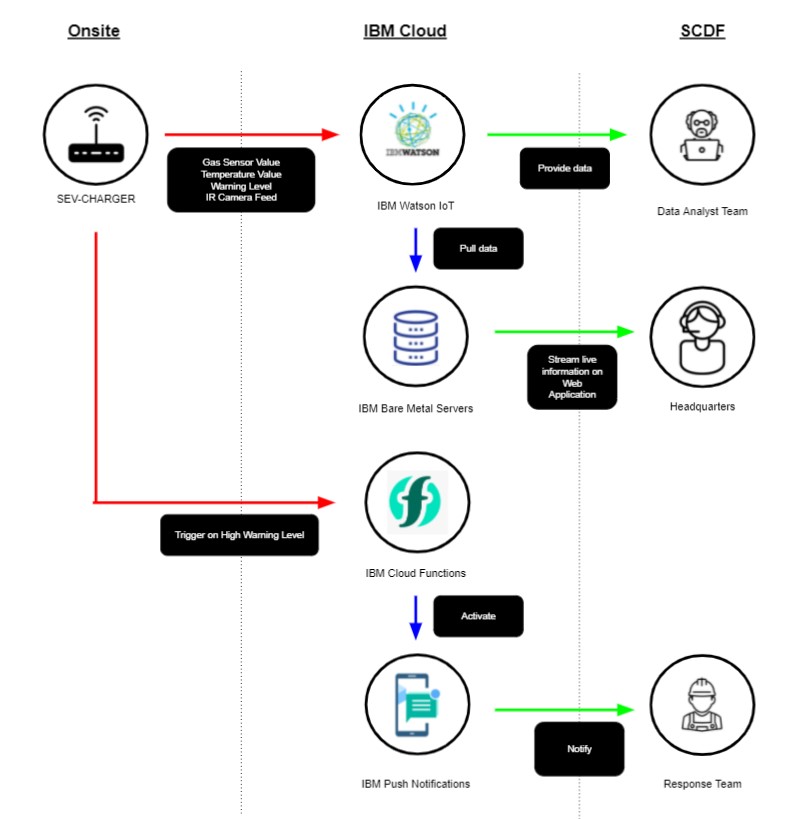 Onsite
IBM Cloud
SCDF
IBM WATSON
Gas Sensor Value
Temperature Value
Warning Level
IR Camera Feed
Provide data
SEV-CHARGER
IBM Watson IoT
Data Analyst Team
Pull data
Stream live
information on
Web
Application
IBM Bare Metal Servers
Headquarters
Trigger on High Warning Level
IBM Cloud Functions
Activate
Notify
IBM Push Notifications
Response Team